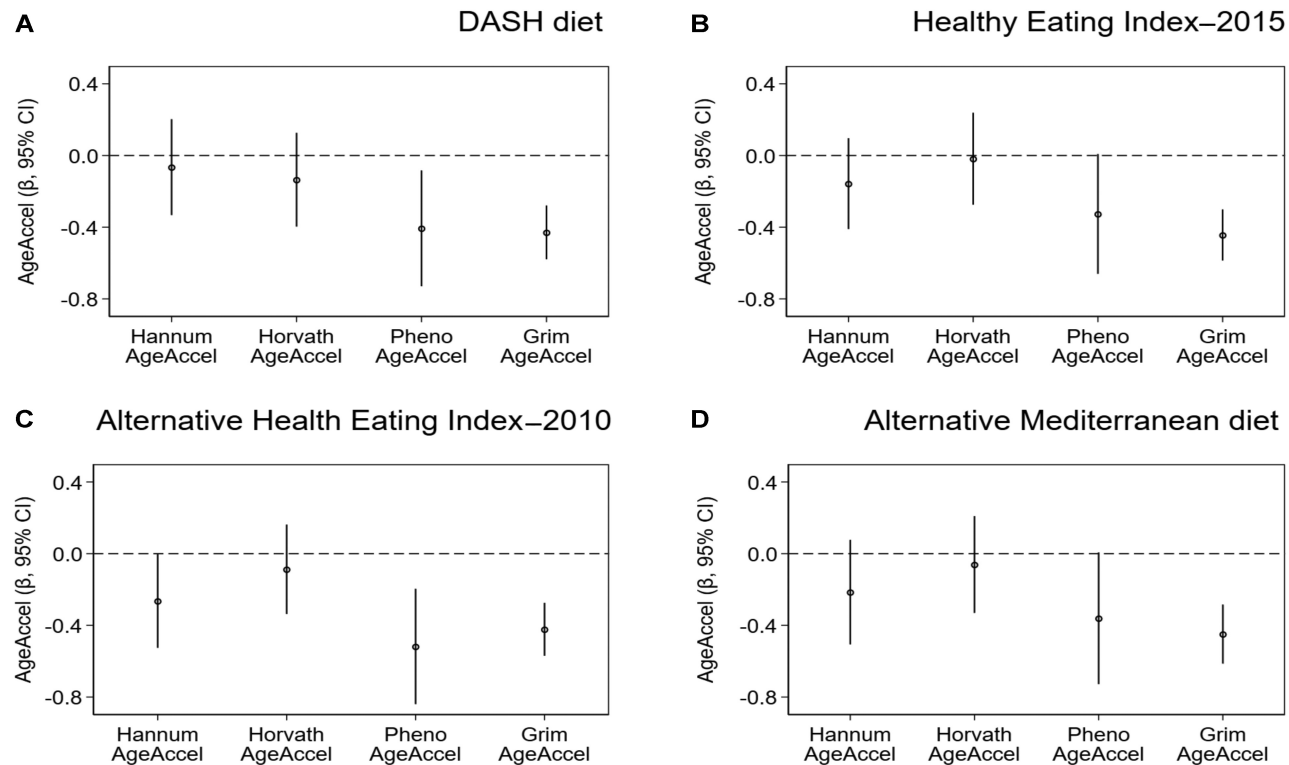 A
DASH diet
AgeAccel (β, 95% CI)
0.4
0.0
-0.4
-0.8
Hannum
AgeAccel
Horvath
AgeAccel
Pheno
AgeAccel
Grim
AgeAccel
B
Healthy Eating Index–2015
AgeAccel (β, 95% CI)
0.4
0.0
-0.4
-0.8
Hannum
AgeAccel
Horvath
AgeAccel
Pheno
AgeAccel
Grim
AgeAccel
C
Alternative Health Eating Index–2010
AgeAccel (β, 95% CI)
0.4
0.0
-0.4
-0.8
Hannum
AgeAccel
Horvath
AgeAccel
Pheno
AgeAccel
Grim
AgeAccel
D
Alternative Mediterranean diet
AgeAccel (β, 95% CI)
0.4
0.0
-0.4
-0.8
Hannum
AgeAccel
Horvath
AgeAccel
Pheno
AgeAccel
Grim
AgeAccel